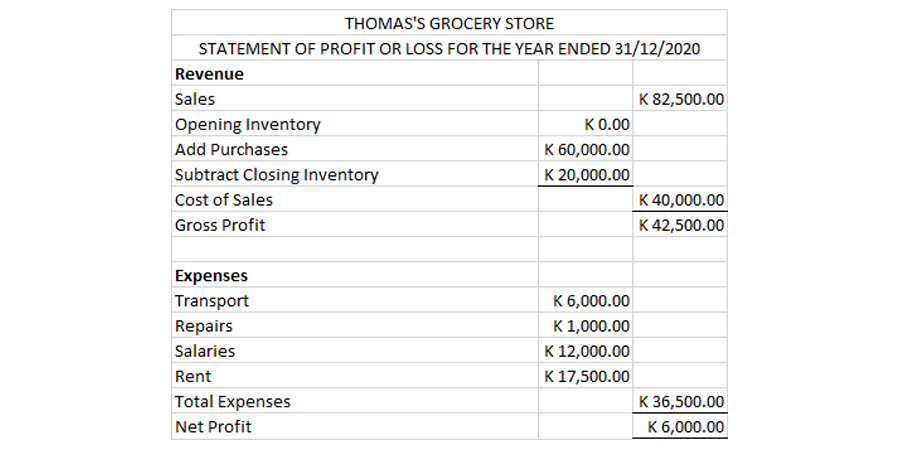 THOMAS'S GROCERY STORE
STATEMENT OF PROFIT OR LOSS FOR THE YEAR ENDED 31/12/2020
Revenue
Sales K 82,500.00
Opening Inventory K 0.00
Add Purchases K 60,000.00
Subtract Closing Inventory K 20,000.00
Cost of Sales K 40,000.00
Gross Profit K 42,500.00
Expenses
Transport K 6,000.00
Repairs K 1,000.00
Salaries K 12,000.00
Rent K 17,500.00
Total Expenses K 36,500.00
Net Profit K 6,000.00